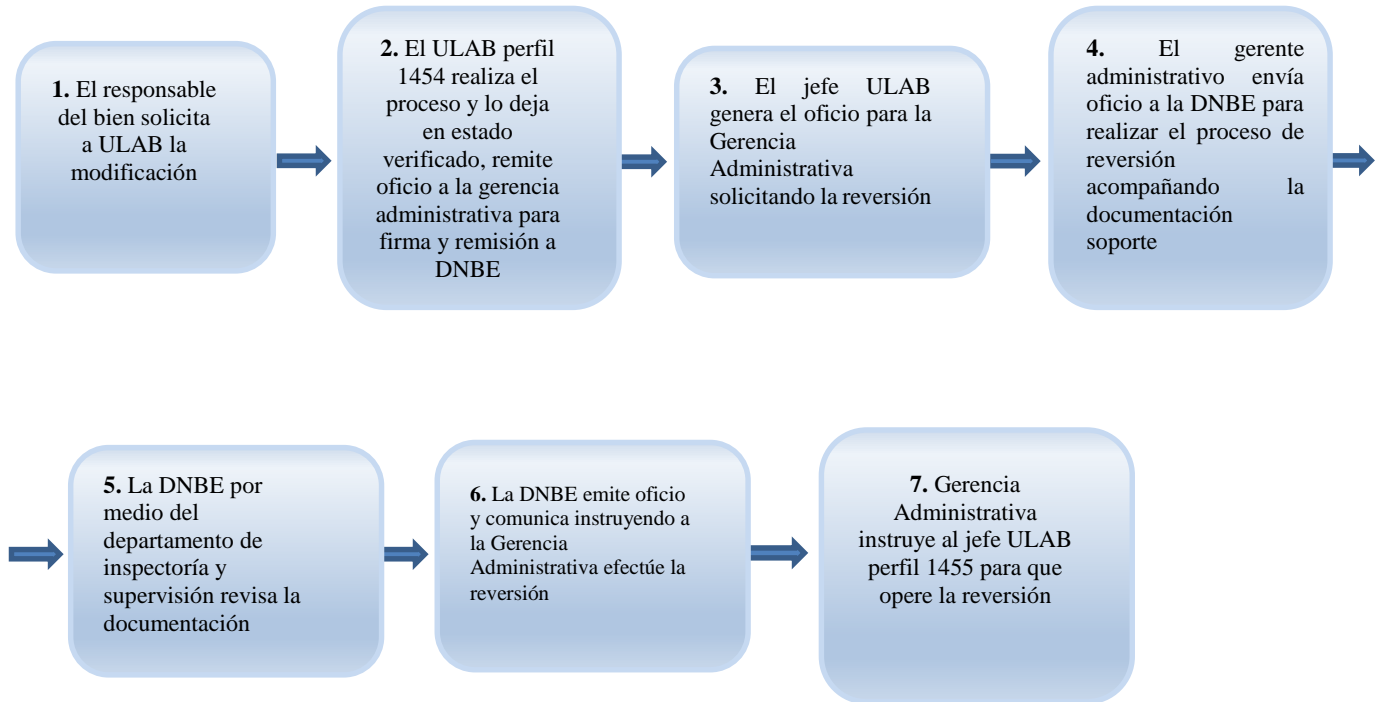 1. El responsable
del bien solicita
a ULAB la
modificación
2. El ULAB perfil
1454 realiza el
proceso y lo deja
en estado
verificado, remite
oficio a la gerencia
administrativa para
firma y remisión a
DNBE
3. El jefe ULAB
genera el oficio para la
Gerencia
Administrativa
solicitando la reversión
4. El gerente
administrativo envía
oficio a la DNBE para
realizar el proceso de
reversión
acompañando la
documentación
soporte
5. La DNBE por
medio del
departamento de
inspectoría y
supervisión revisa la
documentación
6. La DNBE emite oficio
y comunica instruyendo a
la Gerencia
Administrativa efectúe la
reversión
7. Gerencia
Administrativa
instruye al jefe ULAB
perfil 1455 para que
opere la reversión